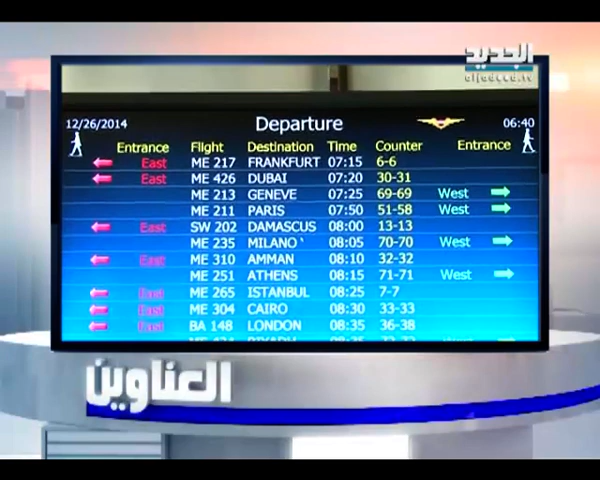 الجديد
aljadeed.tv
12/26/2014 Departure 06:40
Entrance Flight Destination Time Counter Entrance
East ME 217 FRANKFURT 07:15 6-6
East ME 426 DUBAI 07:20 30-31
ME 213 GENEVE 07:25 69-69 West
ME 211 PARIS 07:50 51-58 West
East SW 202 DAMASCUS 08:00 13-13
ME 235 MILANO` 08:05 70-70 West
East ME 310 AMMAN 08:10 32-32
ME 251 ATHENS 08:15 71-71 West
East ME 265 ISTANBUL 08:25 7-7
East ME 304 CAIRO 08:30 33-33
East BA 148 LONDON 08:35 36-38
العناوين